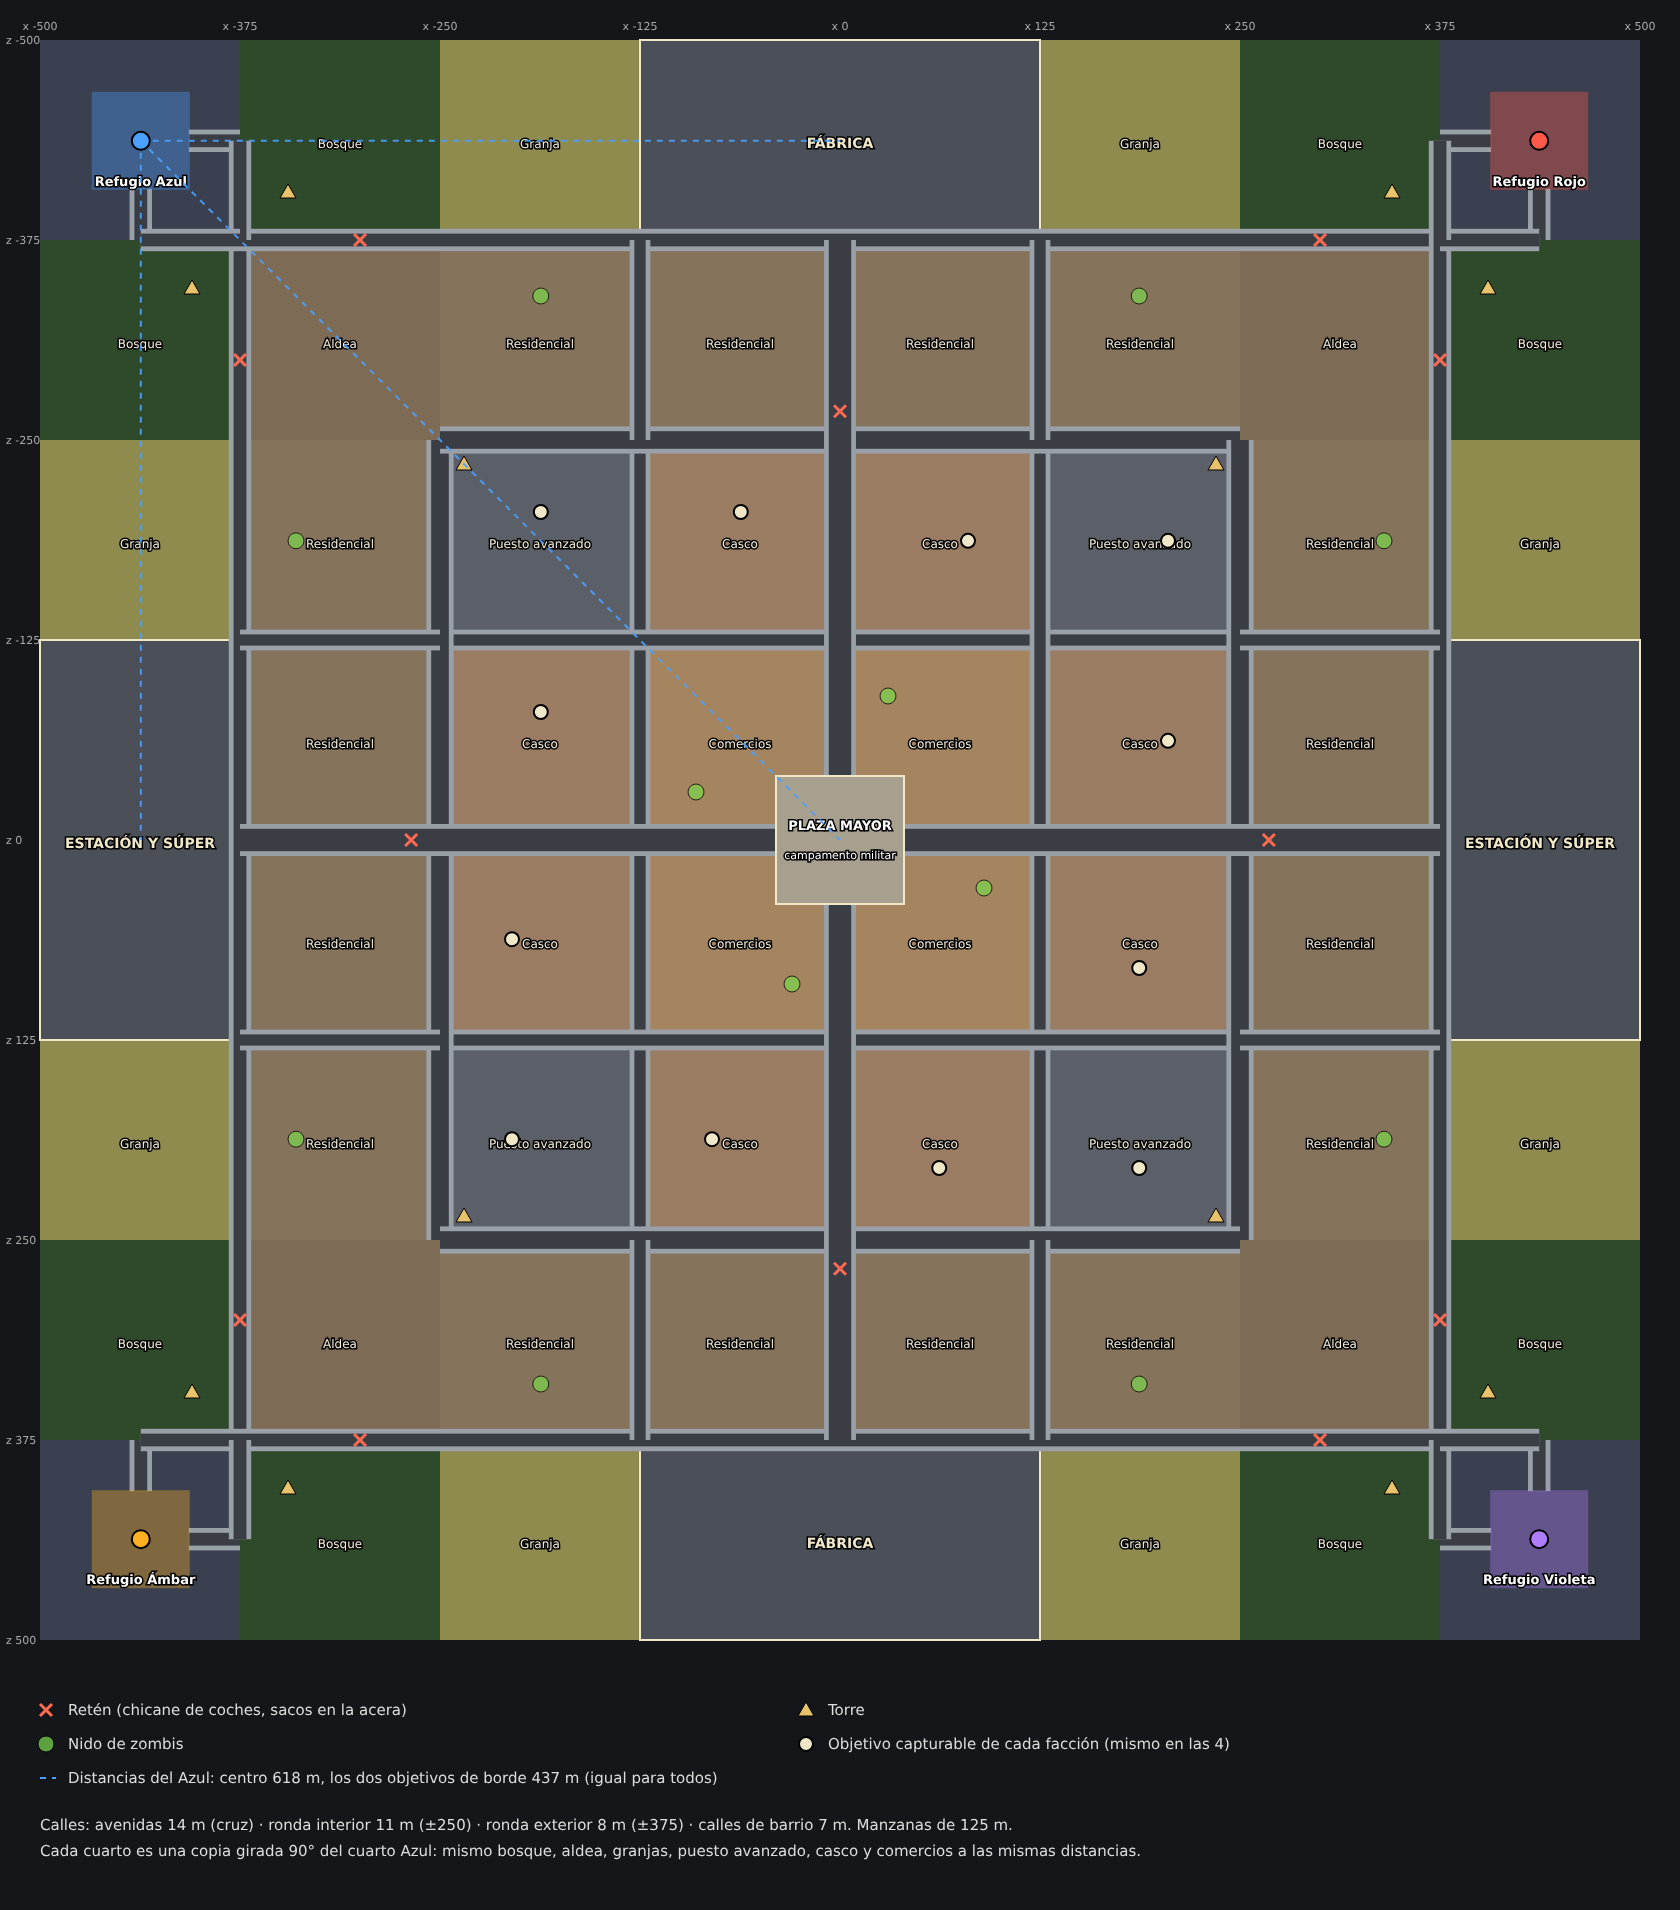 x -500 x -375 x -250 x -125 x 0 x 125 x 250 x 375 x 500
z -500
Bosque Granja FÁBRICA Granja Bosque
Refugio Azul Refugio Rojo
z -375
Bosque Aldea Residencial Residencial Residencial Residencial Aldea Bosque
z -250
Granja Residencial Puesto avanzado Casco Casco Puesto avanzado Residencial Granja
z -125
Residencial Casco Comercios Comercios Casco Residencial
PLAZA MAYOR
z 0 ESTACIÓN Y SÚPER ESTACIÓN Y SÚPER
campamento militar
Residencial Casco Comercios Comercios Casco Residencial
z 125
Granja Residencial Puesto avanzado Casco Casco Puesto avanzado Residencial Granja
z 250
Bosque Aldea Residencial Residencial Residencial Residencial Aldea Bosque
z 375
Bosque Granja FÁBRICA Granja Bosque
Refugio Ámbar Refugio Violeta
z 500
Retén (chicane de coches, sacos en la acera) Torre
Nido de zombis Objetivo capturable de cada facción (mismo en las 4)
Distancias del Azul: centro 618 m, los dos objetivos de borde 437 m (igual para todos)
Calles: avenidas 14 m (cruz) · ronda interior 11 m (±250) · ronda exterior 8 m (±375) · calles de barrio 7 m. Manzanas de 125 m.
Cada cuarto es una copia girada 90° del cuarto Azul: mismo bosque, aldea, granjas, puesto avanzado, casco y comercios a las mismas distancias.